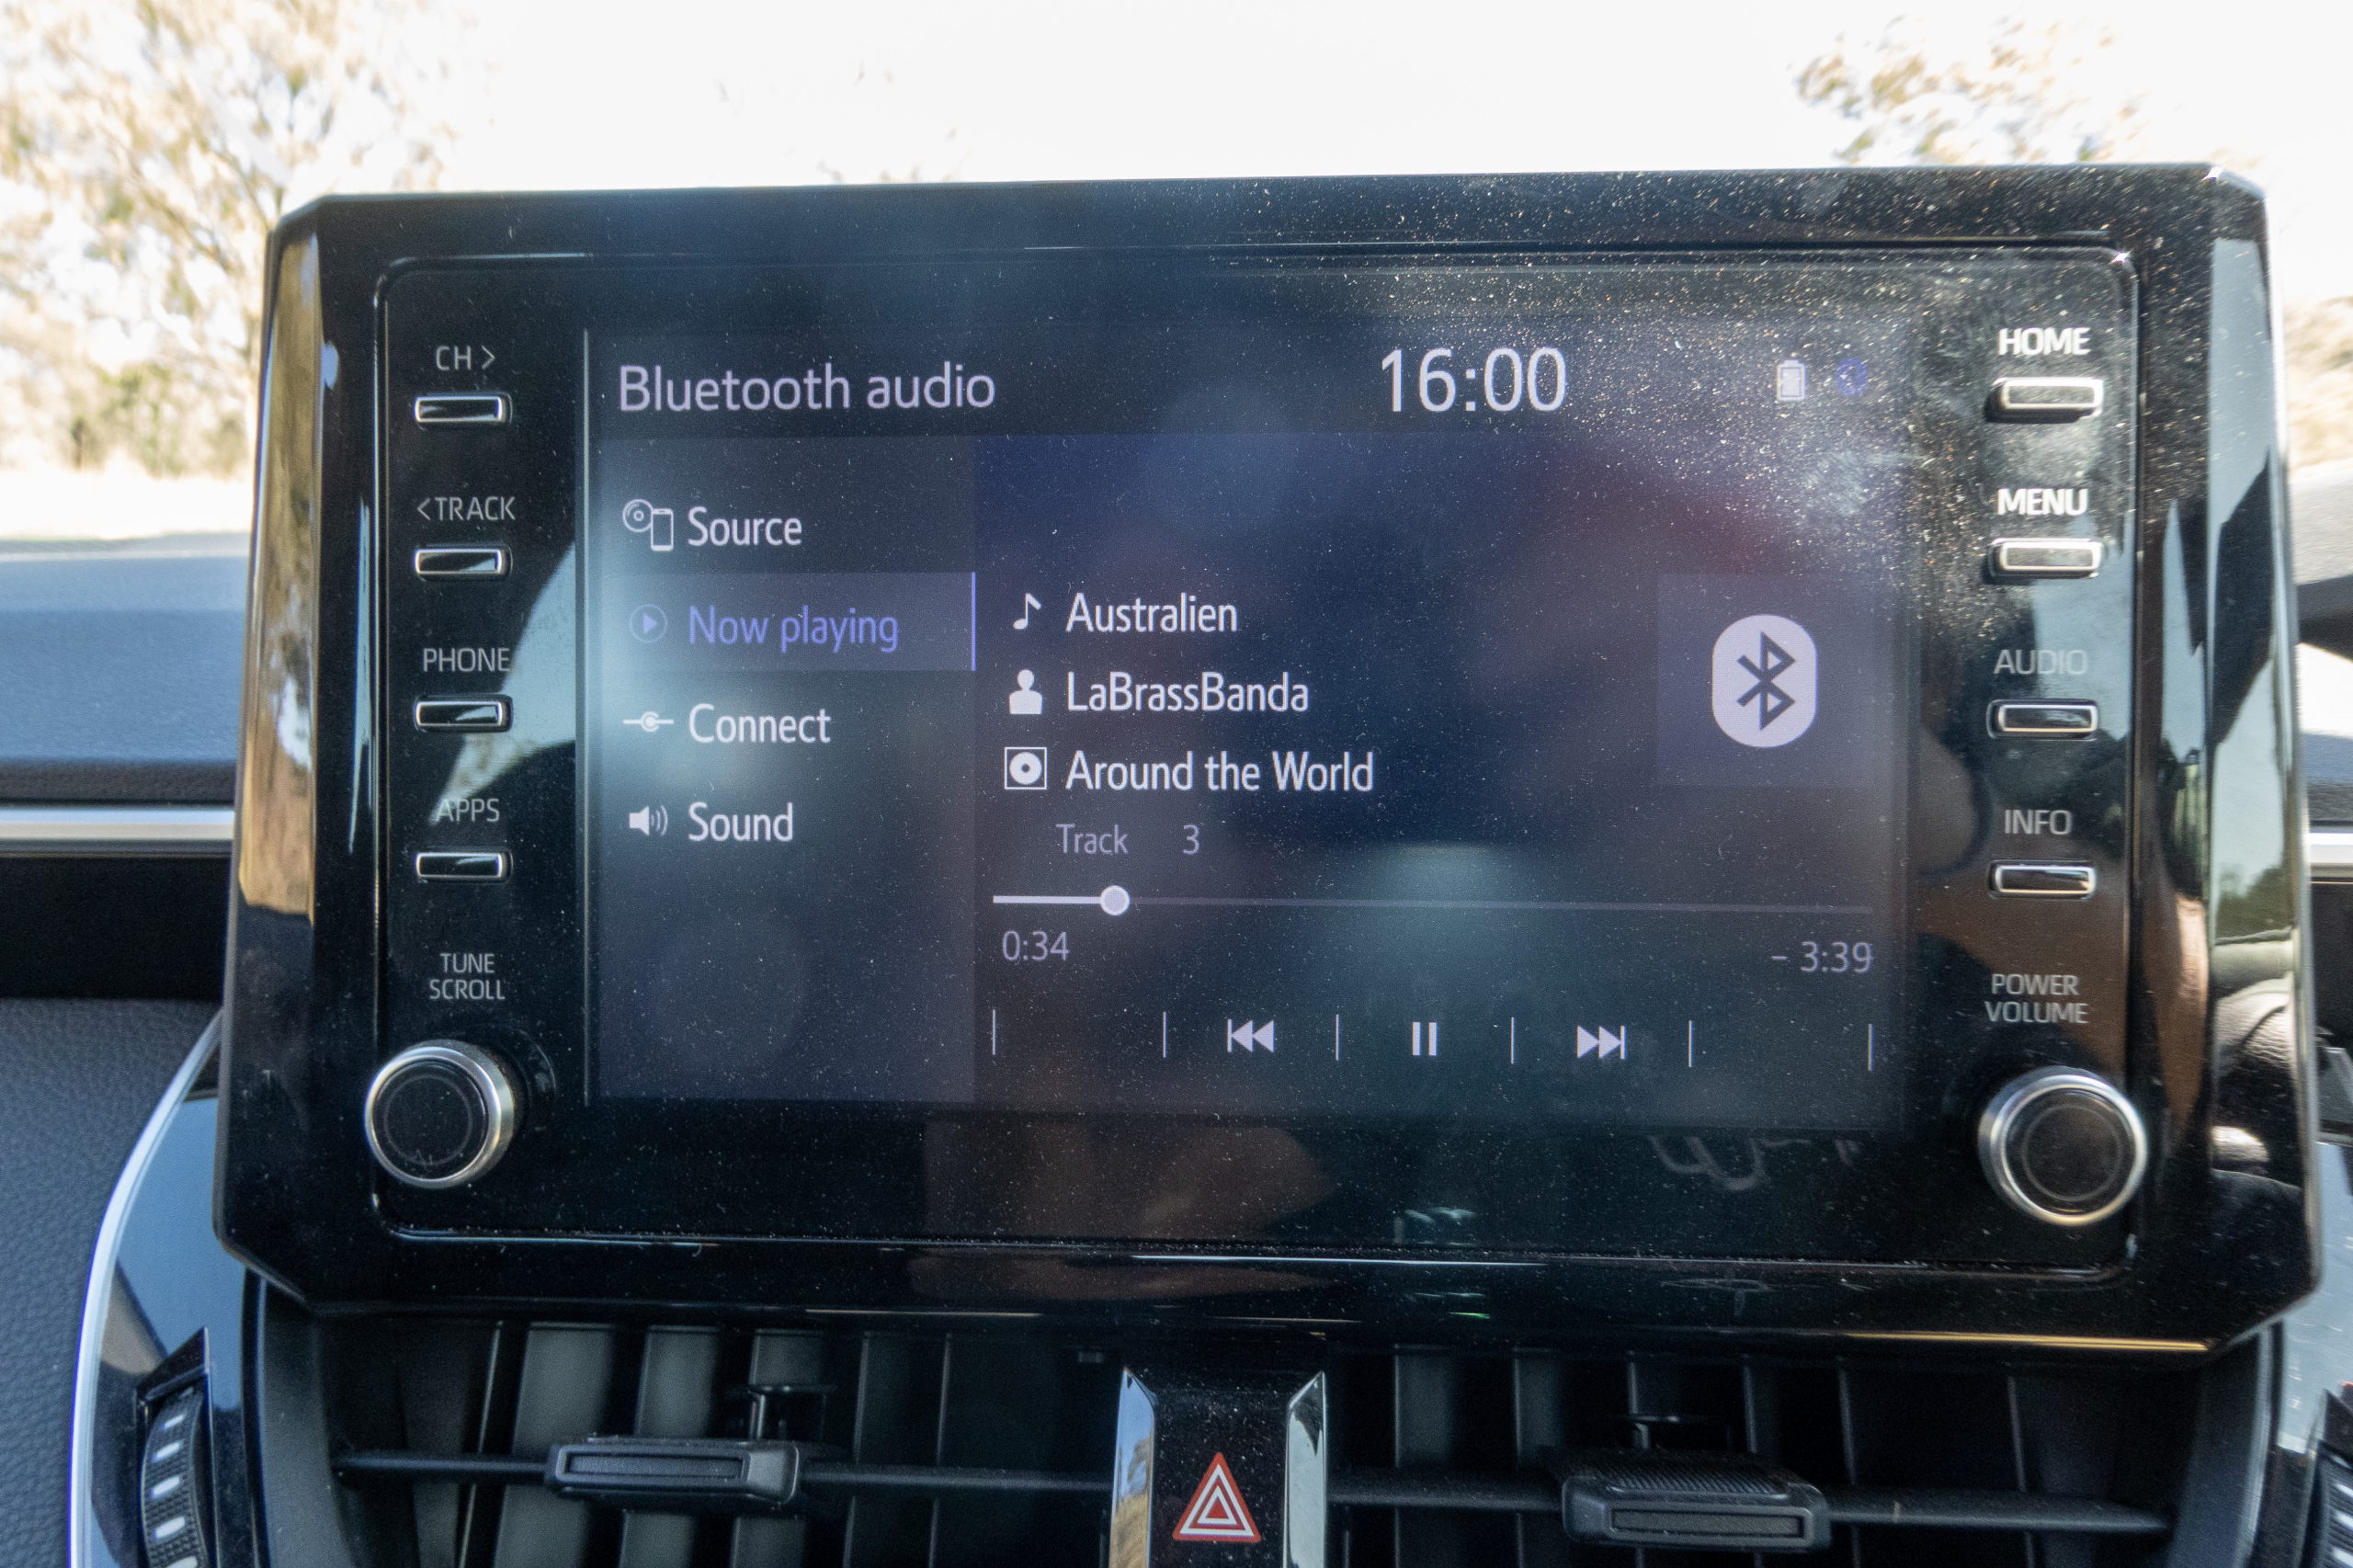 CH >
< TRACK
PHONE
APPS
TUNE
SCROLL
Bluetooth audio
16:00
Source
Now playing
Connect
Sound
Australien
LaBrassBanda
Around the World
Track 3
0:34
- 3:39
HOME
MENU
AUDIO
INFO
POWER
VOLUME